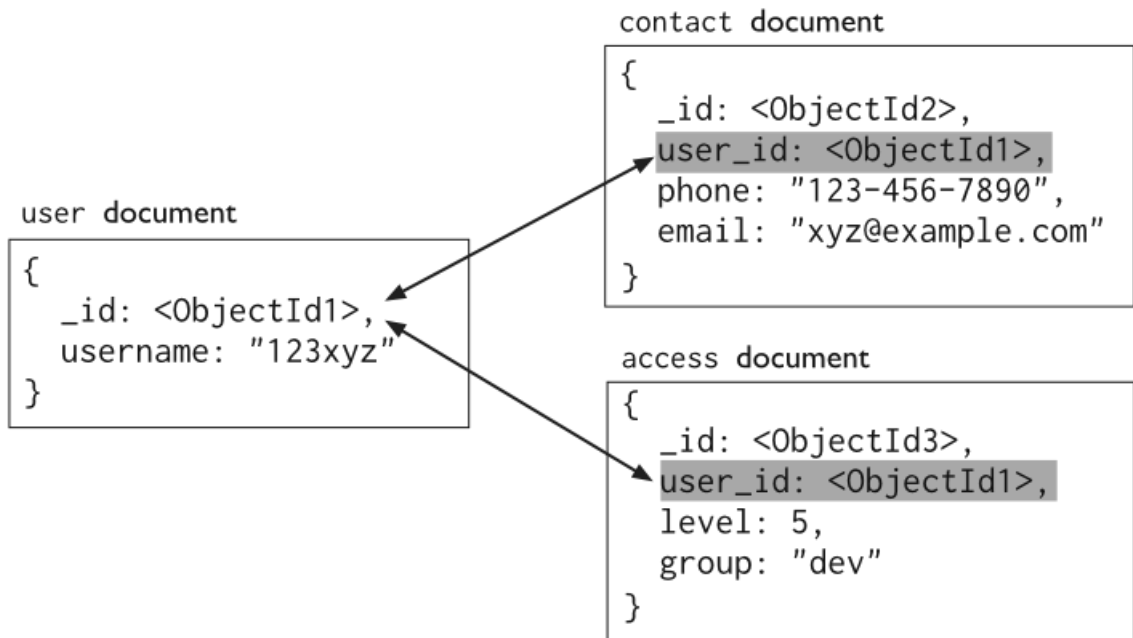 contact document
{
_id: <ObjectId2>,
user_id: <ObjectId1>,
phone: "123-456-7890",
email: "xyz@example.com"
}
user document
{
_id: <ObjectId1>,
username: "123xyz"
}
access document
{
_id: <ObjectId3>,
user_id: <ObjectId1>,
level: 5,
group: "dev"
}